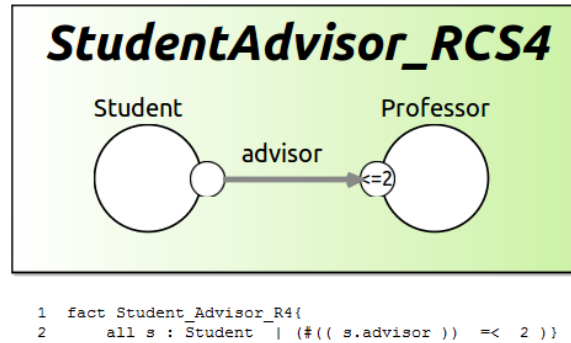 StudentAdvisor_RCS4
Student Professor
advisor
<=2
1 fact Student_Advisor_R4{
2 all s : Student | (#(( s.advisor )) =< 2 )}